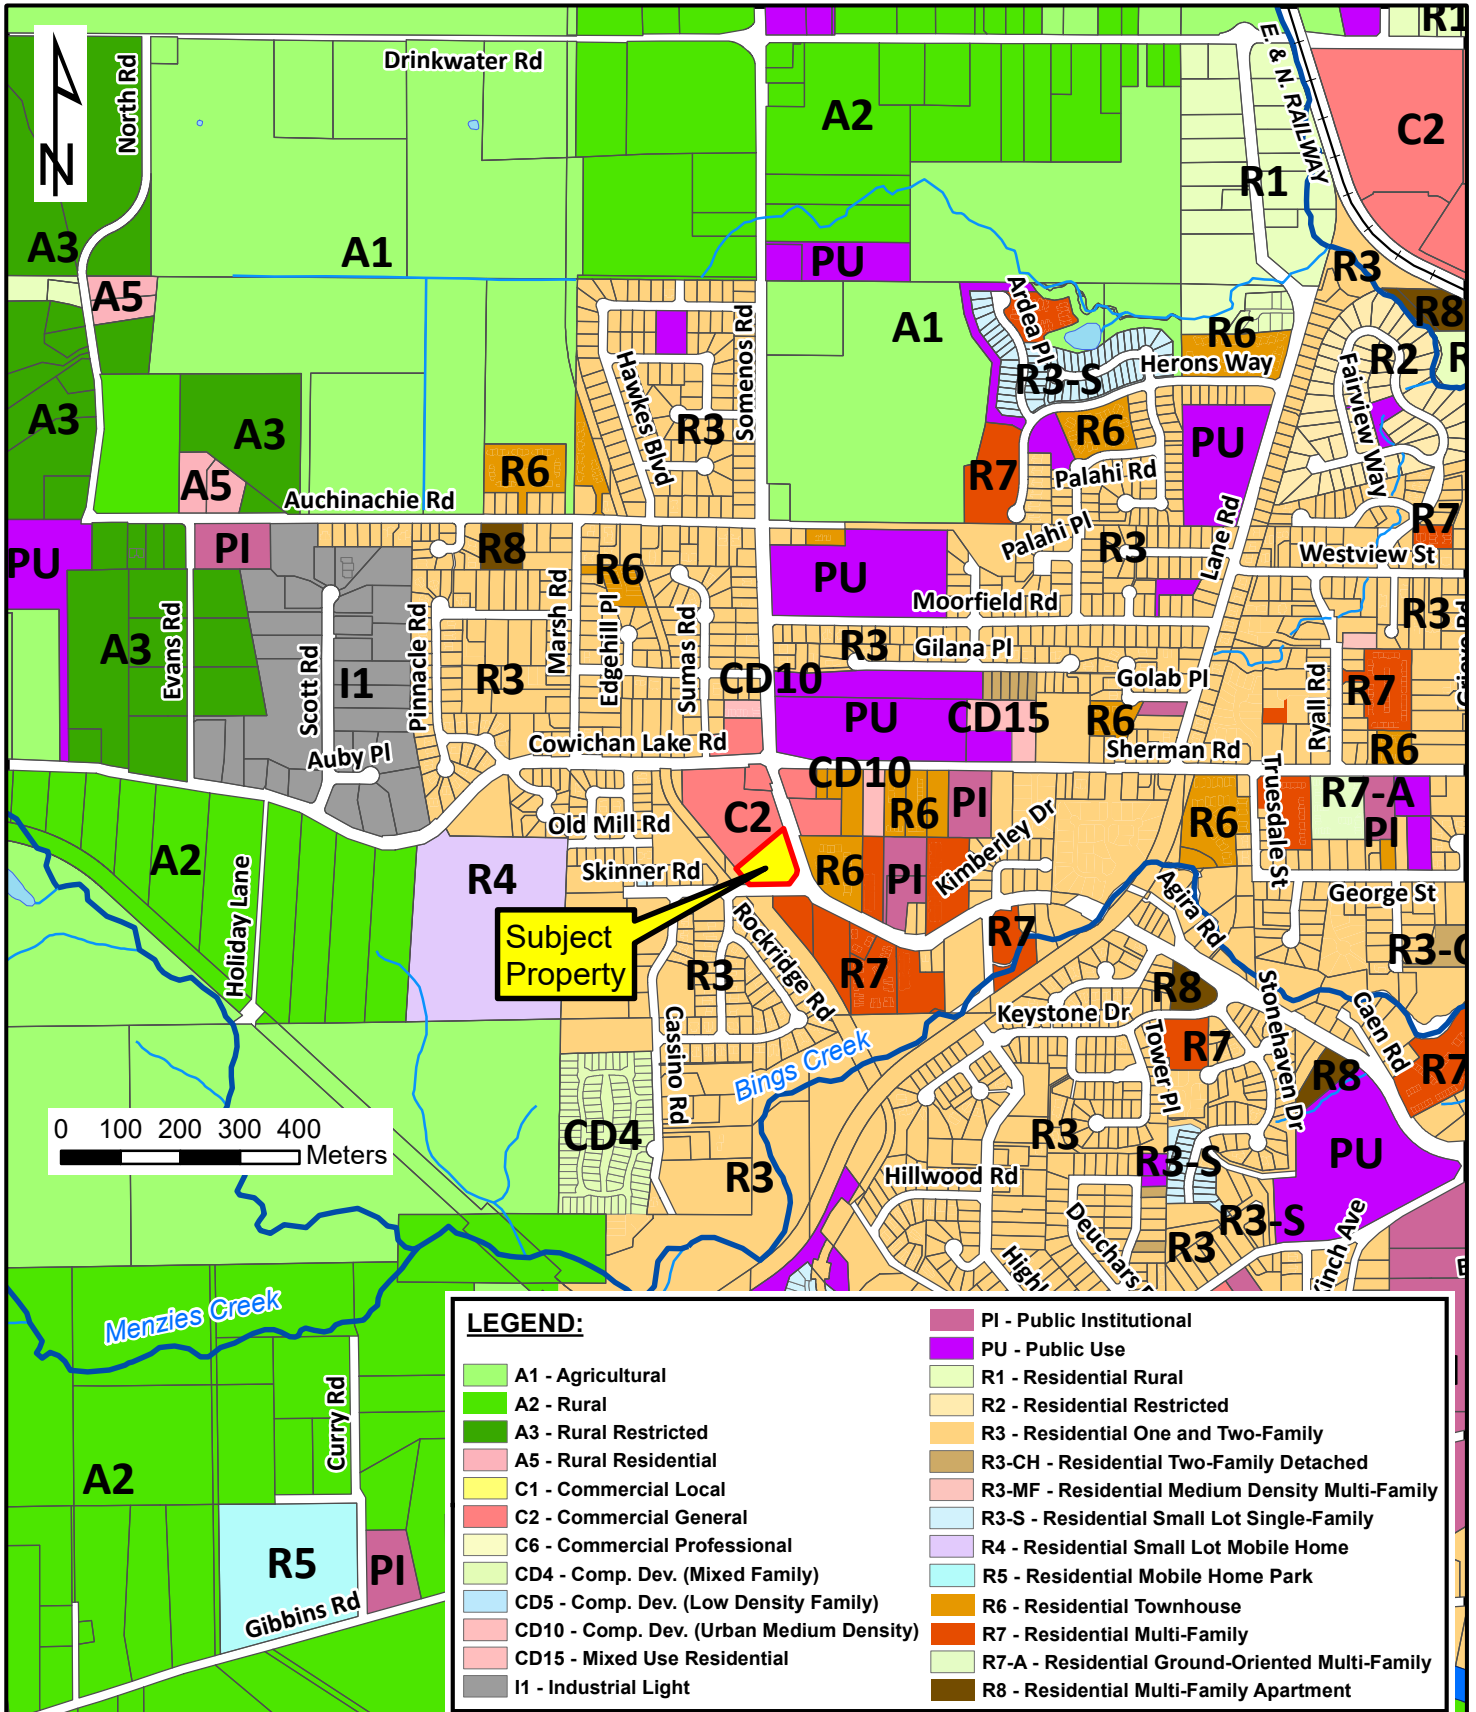 R1
Drinkwater Rd
North Rd
E. & N. RAILWAY
A2
C2
N
R1
A3
A1
PU
R3
A5
Ardea Pl
R8
A1
R6
Somenos Rd
Herons Way
R2
R
Hawkes Blvd
R3-S
Fairview Way
A3
A3
R3
R6
PU
R6
R7
Palahi Rd
A5
Auchinachie Rd
Lane Rd
R7
PI
R8
Palahi Pl
R3
Westview St
PU
R6
PU
Moorfield Rd
R3
Marsh Rd
Edgehill Pl
Sumas Rd
Evans Rd
A3
Scott Rd
I1
Pinnacle Rd
R3
R3
Gilana Pl
CD10
Golab Pl
Ryall Rd
R7
PU
CD15
R6
Cowichan Lake Rd
Sherman Rd
R6
Auby Pl
CD10
Truesdale St
R7-A
C2
R6
PI
R6
PI
Old Mill Rd
A2
Kimberley Dr
Skinner Rd
R4
R6
PI
Agira Rd
George St
Holiday Lane
Subject
Property
Rockridge Rd
R7
R3
R7
Stonehaven Dr
R8
Caen Rd
Cassino Rd
Keystone Dr
Tower Pl
R7
Bings Creek
R8
R7
0 100 200 300 400
Meters
CD4
R3
PU
R3-S
R3
Hillwood Rd
R3-S
R3
Menzies Creek
Curry Rd
A2
R5
PI
Gibbins Rd
LEGEND:
A1 - Agricultural
A2 - Rural
A3 - Rural Restricted
A5 - Rural Residential
C1 - Commercial Local
C2 - Commercial General
C6 - Commercial Professional
CD4 - Comp. Dev. (Mixed Family)
CD5 - Comp. Dev. (Low Density Family)
CD10 - Comp. Dev. (Urban Medium Density)
CD15 - Mixed Use Residential
I1 - Industrial Light
PI - Public Institutional
PU - Public Use
R1 - Residential Rural
R2 - Residential Restricted
R3 - Residential One and Two-Family
R3-CH - Residential Two-Family Detached
R3-MF - Residential Medium Density Multi-Family
R3-S - Residential Small Lot Single-Family
R4 - Residential Small Lot Mobile Home
R5 - Residential Mobile Home Park
R6 - Residential Townhouse
R7 - Residential Multi-Family
R7-A - Residential Ground-Oriented Multi-Family
R8 - Residential Multi-Family Apartment